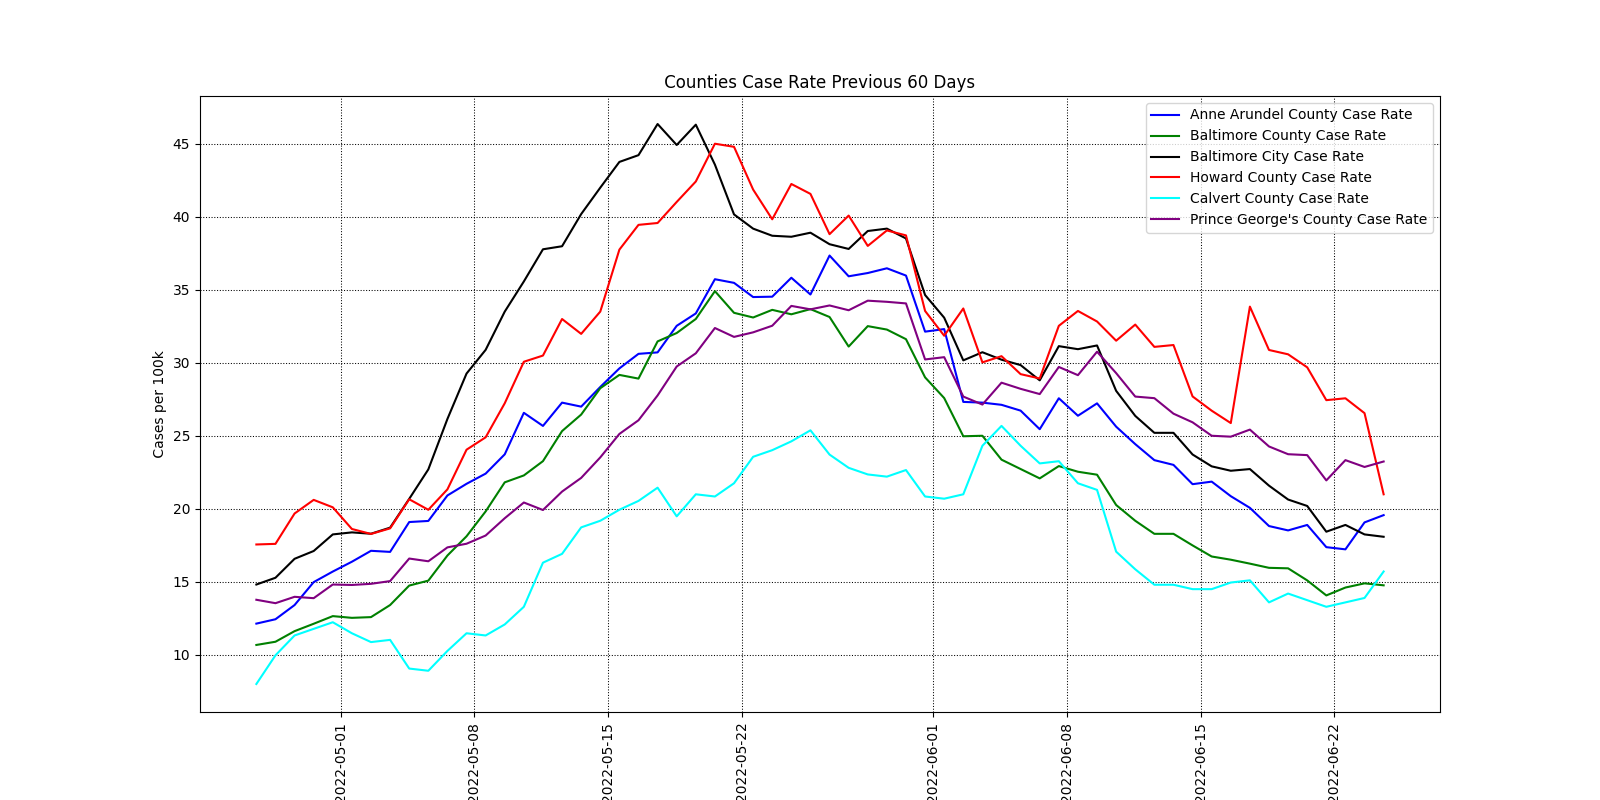 Counties Case Rate Previous 60 Days
Anne Arundel County Case Rate
Baltimore County Case Rate
Baltimore City Case Rate
Howard County Case Rate
Calvert County Case Rate
Prince George's County Case Rate
Cases per 100k
45
40
35
30
25
20
15
10
2022-05-01
2022-05-08
2022-05-15
2022-05-22
2022-06-01
2022-06-08
2022-06-15
2022-06-22